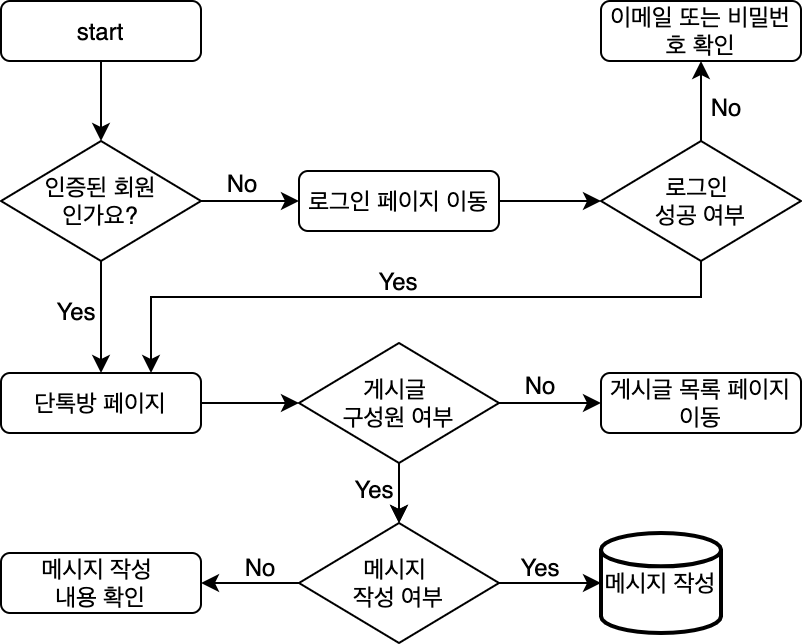 start
이메일 또는 비밀번
호 확인
No
인증된 회원
인가요?
No
로그인 페이지 이동
로그인
성공 여부
Yes
Yes
단톡방 페이지
게시글
구성원 여부
No
게시글 목록 페이지
이동
Yes
메시지 작성
내용 확인
No
메시지
작성 여부
Yes
메시지 작성